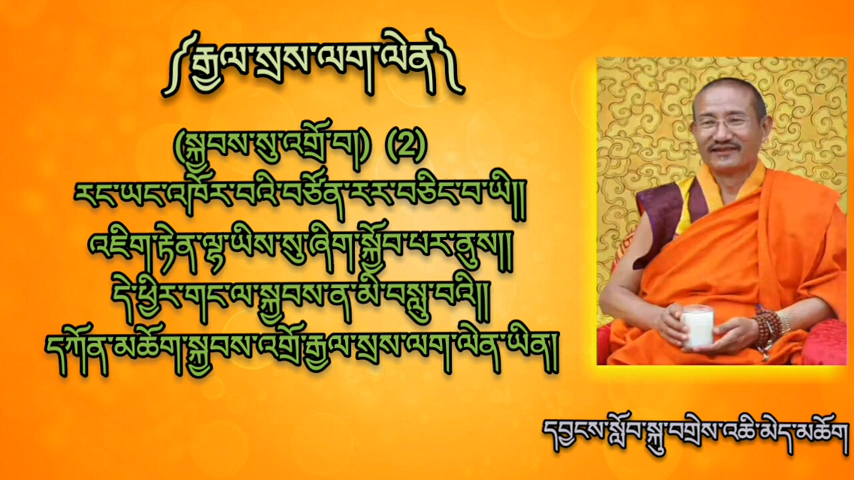 ༼རྒྱལ་སྲས་ལག་ལེན༽
(སྐྱབས་སུ་འགྲོ་བ།) (2)
རང་ཡང་འཁོར་བའི་བཙོན་རར་བཅིང་བ་ཡི།།
འཇིག་རྟེན་ལྷ་ཡིས་སུ་ཞིག་སྐྱོབ་པར་ནུས།།
དེ་ཕྱིར་གང་ལ་སྐྱབས་ན་མི་བསླུ་བའི།།
དཀོན་མཆོག་སྐྱབས་འགྲོ་རྒྱལ་སྲས་ལག་ལེན་ཡིན།
དབྱངས་སློབ་སྐུ་བགྲེས་འཆི་མེད་མཆོག